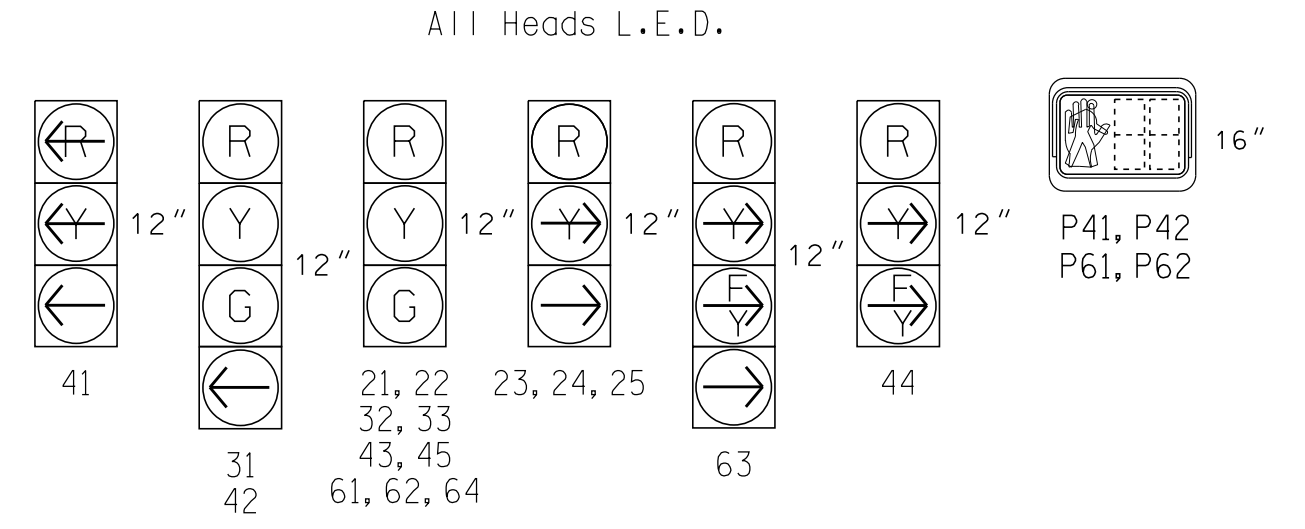 All Heads L.E.D.
R R R R R R
Y Y Y Y Y Y
12" 12" 12" 12"
G G F Y F Y
12" 12"
16"
41
31
42
21, 22
32, 33
43, 45
61, 62, 64
23, 24, 25
63
44
P41, P42
P61, P62